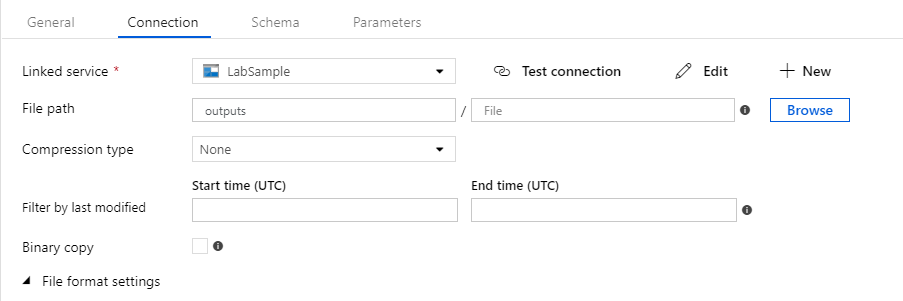 General Connection Schema Parameters
Linked service * LabSample Test connection Edit New
File path outputs / File Browse
Compression type None
Start time (UTC) End time (UTC)
Filter by last modified
Binary copy
File format settings